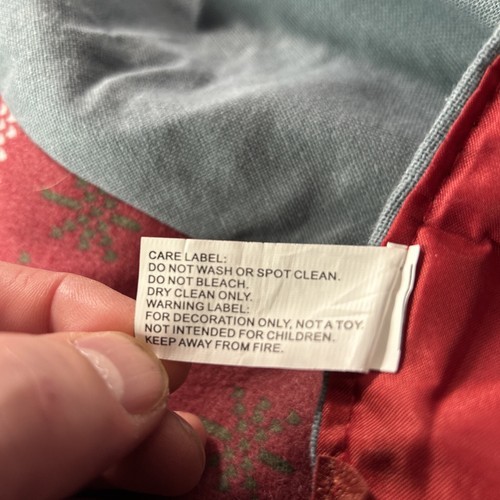 CARE LABEL:
DO NOT WASH OR SPOT CLEAN.
DO NOT BLEACH.
DRY CLEAN ONLY.
WARNING LABEL:
FOR DECORATION ONLY, NOT A TOY.
NOT INTENDED FOR CHILDREN.
KEEP AWAY FROM FIRE.